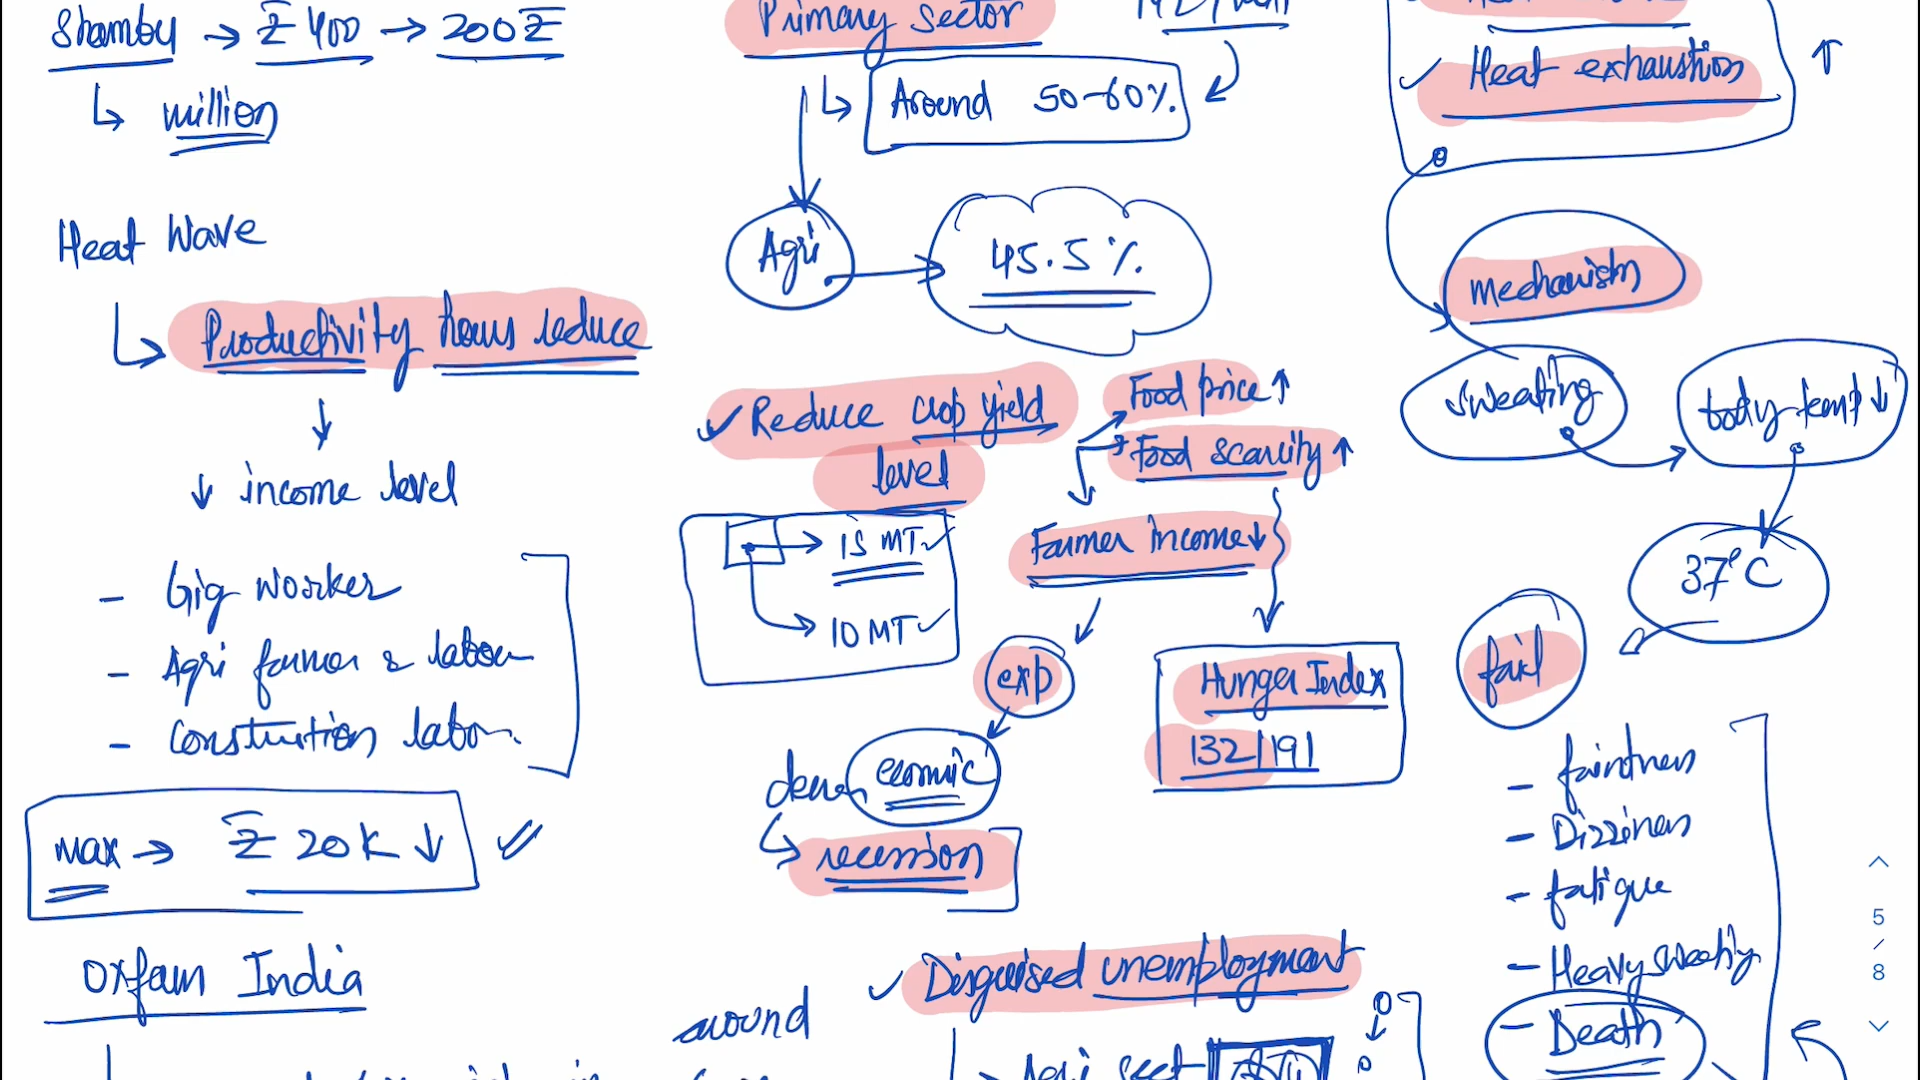 Shamby → ₹ 400 → 200 ₹
↳ million
Heat Wave
↳ Productivity hours reduce
↓
↓ income level
- Gig worker
- Agri farmer & labour
- Construction labor.
max → ₹ 20K ↓
Oxfam India
Primary Sector
↳ Around 50-60%.
Agri → 45.5 %.
✓ Reduce crop yield
level
→ 15 MT ✓
→ 10 MT ✓
Food price ↑
Food scarcity ↑
Farmer income ↓
exp
economic
↳ recession
Hunger Index
132/191
around
✓ Disguised unemployment
Agri sect
✓ Heat exhaustion ↑
mechanism
sweating
body temp ↓
37°C
fail
- faintness
- Dizziness
- fatigue
- Heavy sweating
- Death
5
/
8